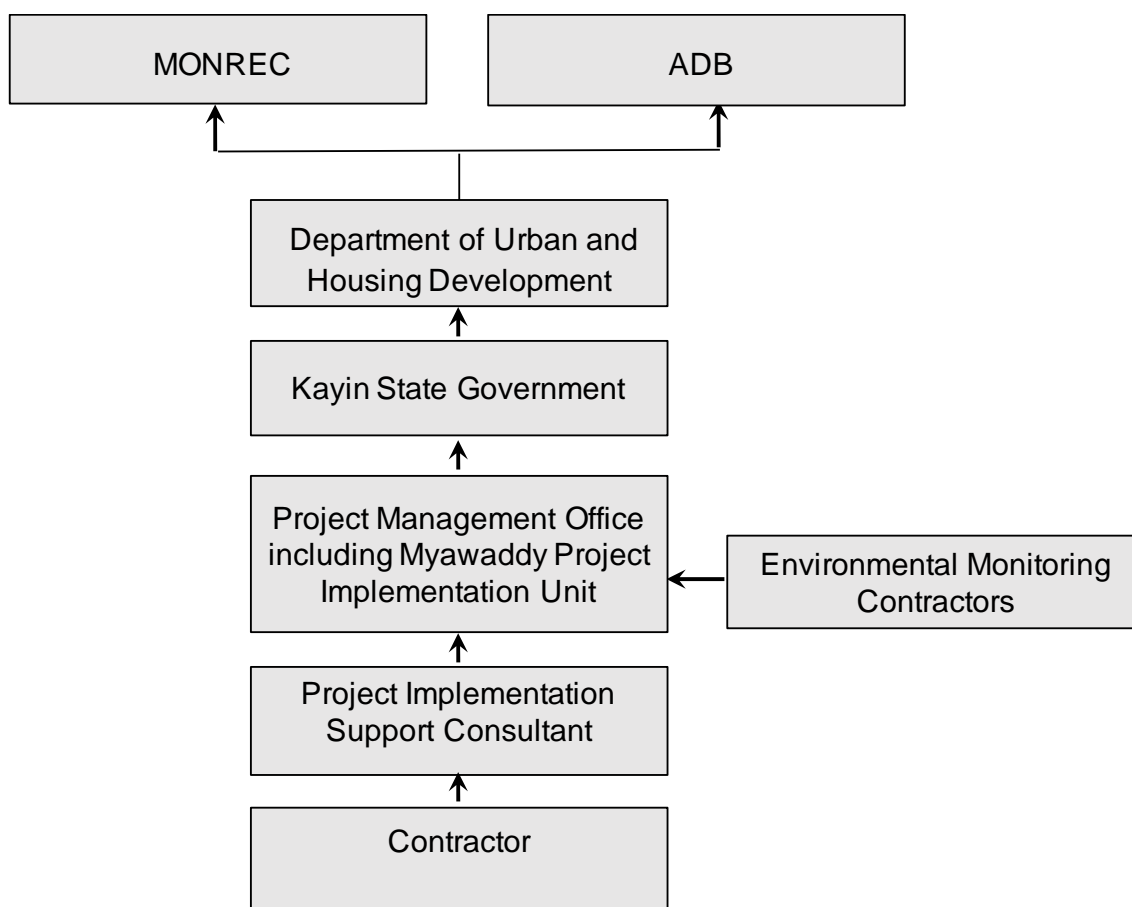 MONREC
ADB
Department of Urban and
Housing Development
Kayin State Government
Project Management Office
including Myawaddy Project
Implementation Unit
Environmental Monitoring
Contractors
Project Implementation
Support Consultant
Contractor